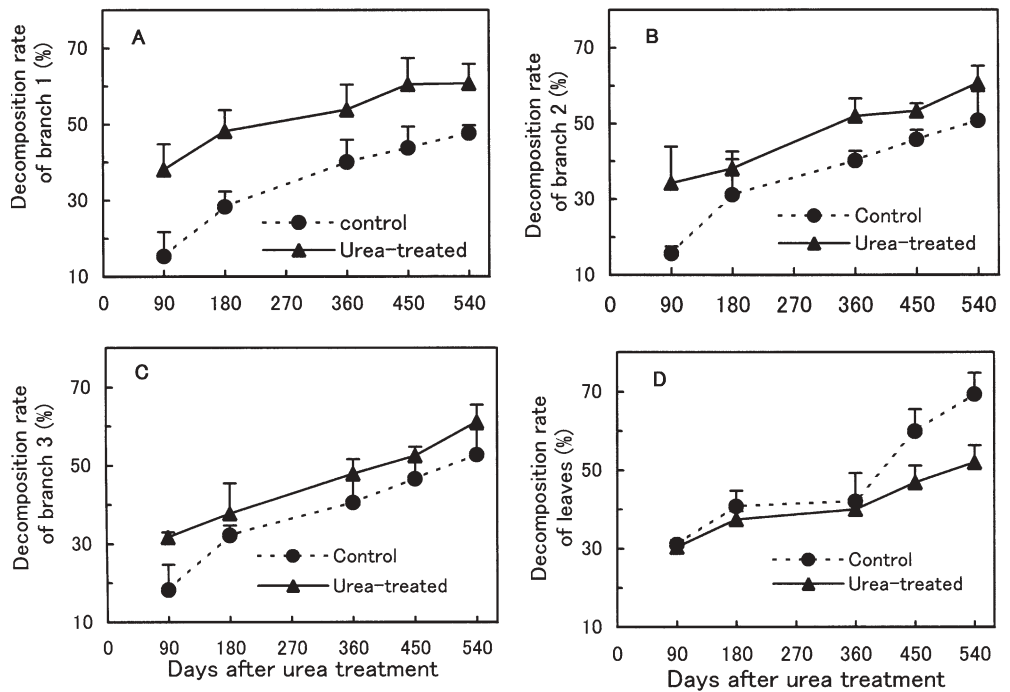 Decomposition rate
of branch 1 (%)
A
70
50
30
10
control
Urea-treated
0 90 180 270 360 450 540
Decomposition rate
of branch 2 (%)
B
70
50
30
10
Control
Urea-treated
0 90 180 270 360 450 540
Decomposition rate
of branch 3 (%)
C
70
50
30
10
Control
Urea-treated
0 90 180 270 360 450 540
Days after urea treatment
Decomposition rate
of leaves (%)
D
70
50
30
10
Control
Urea-treated
0 90 180 270 360 450 540
Days after urea treatment